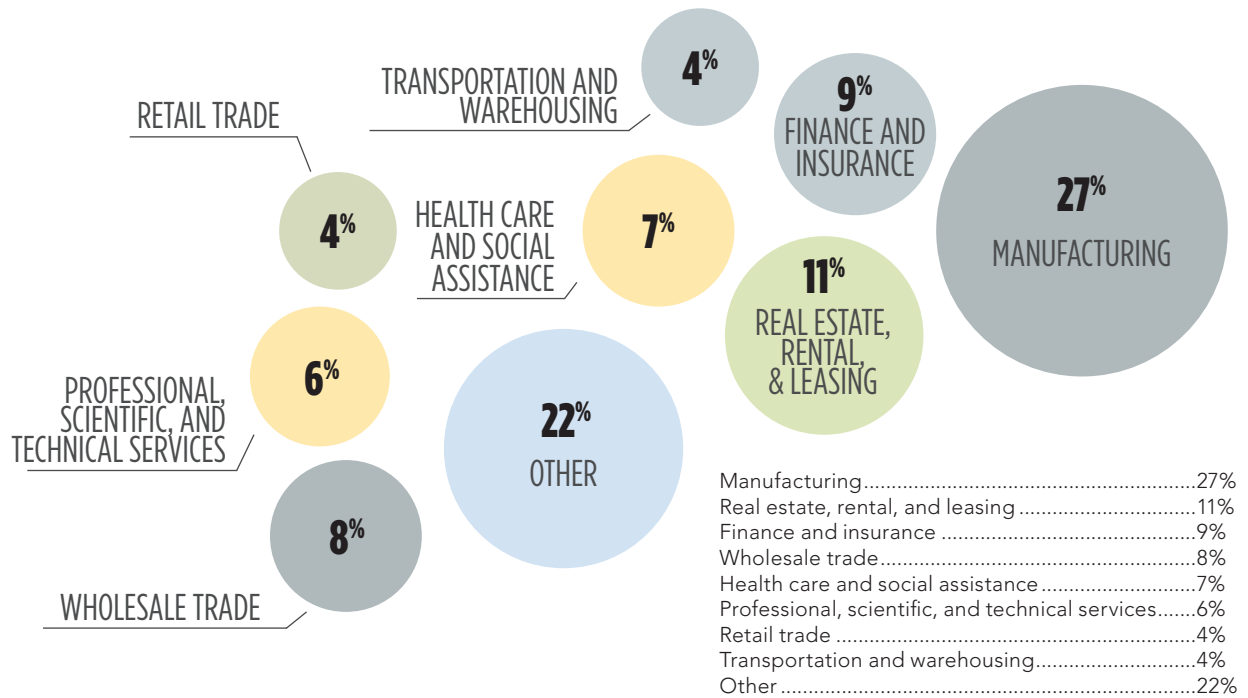 4%
TRANSPORTATION AND
WAREHOUSING
9%
FINANCE AND
INSURANCE
RETAIL TRADE
27%
MANUFACTURING
4%
HEALTH CARE
AND SOCIAL
ASSISTANCE
7%
11%
REAL ESTATE,
RENTAL,
& LEASING
6%
PROFESSIONAL,
SCIENTIFIC, AND
TECHNICAL SERVICES
22%
OTHER
8%
WHOLESALE TRADE
Manufacturing..................................................27%
Real estate, rental, and leasing...........................11%
Finance and insurance ......................................9%
Wholesale trade...............................................8%
Health care and social assistance.......................7%
Professional, scientific, and technical services......6%
Retail trade ......................................................4%
Transportation and warehousing........................4%
Other ..............................................................22%